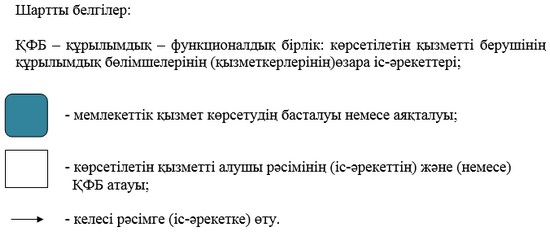 Шартты белгілер:
ҚФБ – құрылымдық – функционалдық бірлік: көрсетілетін қызметті берушінің
құрылымдық бөлімшелерінің (қызметкерлерінің)өзара іс-әрекеттері;
- мемлекеттік қызмет көрсетудің басталуы немесе аяқталуы;
- көрсетілетін қызметті алушы рәсімінің (іс-әрекеттің) және (немесе)
ҚФБ атауы;
- келесі рәсімге (іс-әрекетке) өту.